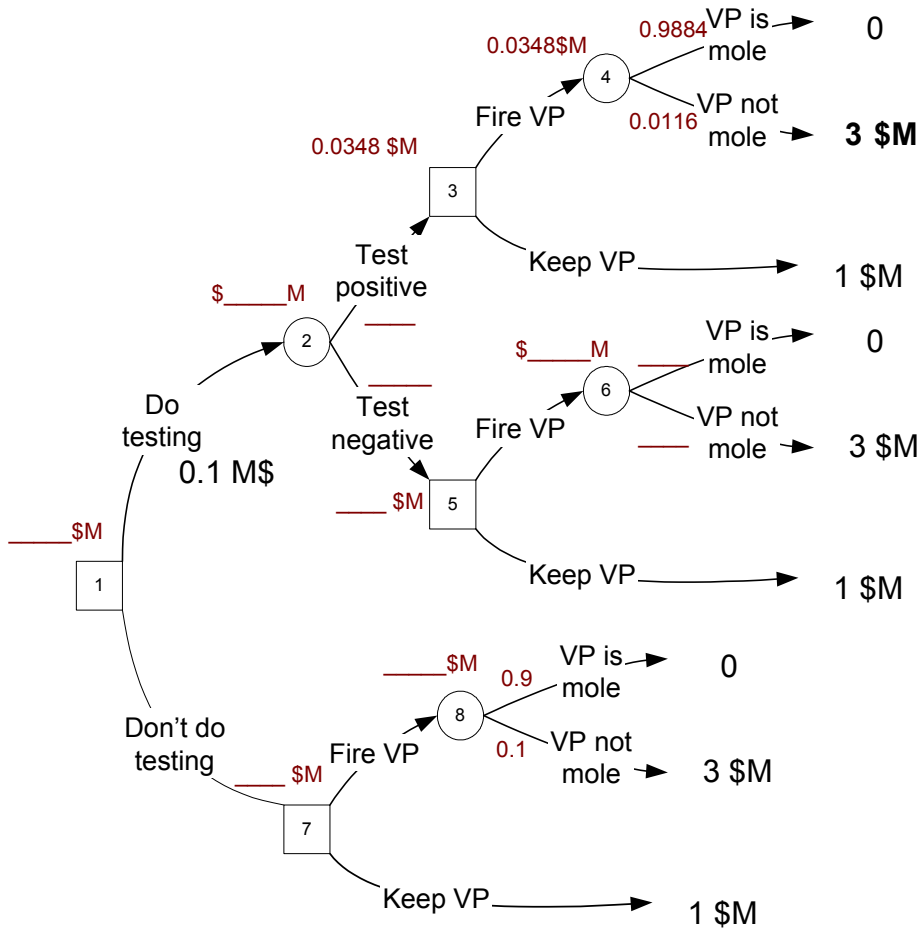 VP is
mole
0
0.9884
0.0348$M
4
VP not
mole
3 $M
0.0116
Fire VP
0.0348 $M
3
Keep VP
1 $M
Test
positive
$_____M
____
2
_____
Test
negative
VP is
mole
0
$_____M
____
6
VP not
mole
3 $M
____
Fire VP
____ $M
5
Keep VP
1 $M
Do
testing
0.1 M$
_____$M
1
Don't do
testing
____ $M
7
Fire VP
_____$M
8
0.9
VP is
mole
0
0.1
VP not
mole
3 $M
Keep VP
1 $M